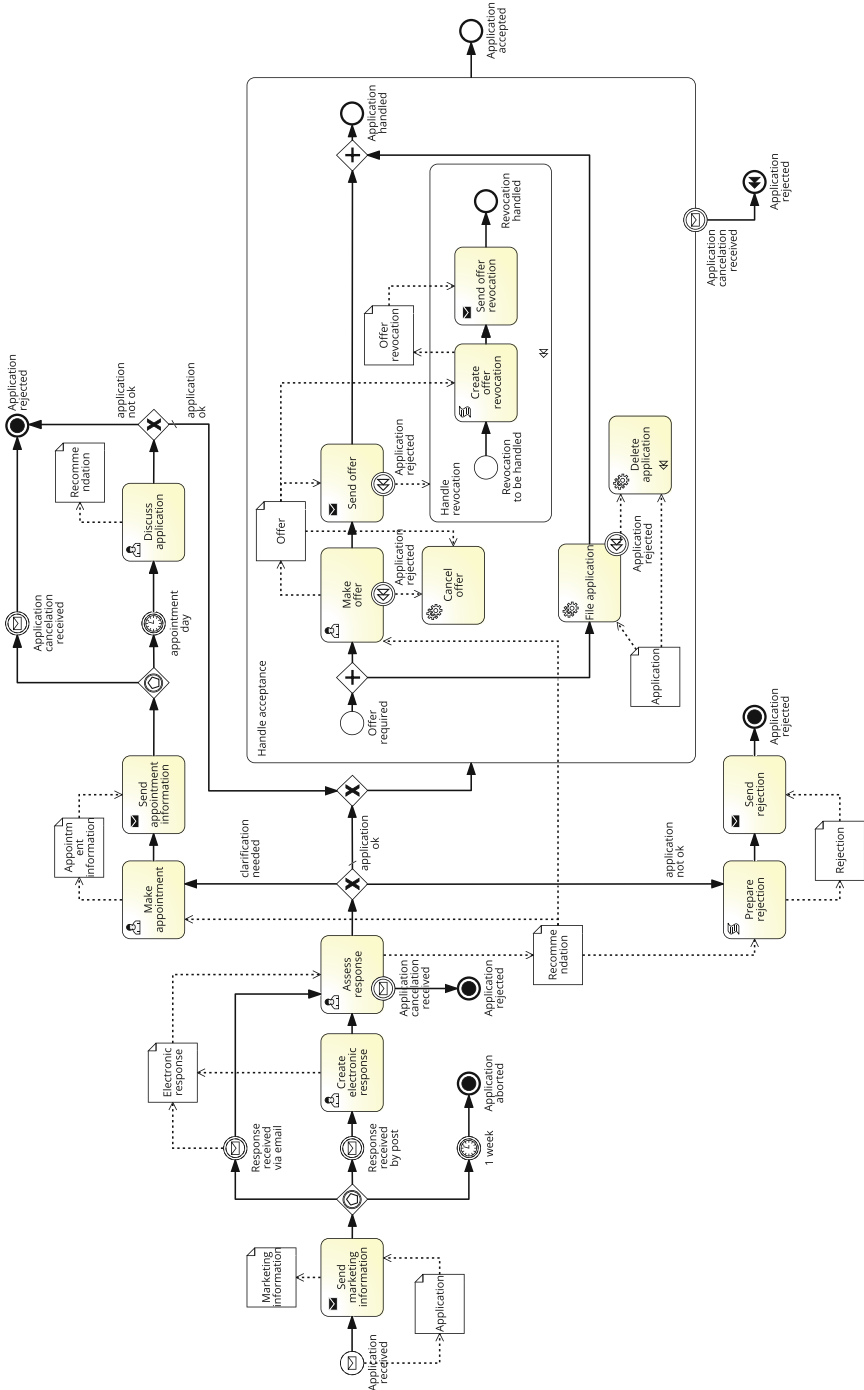 Application
received
Application
Send
marketing
information
Marketing
information
Response
received
via email
Response
received
by post
1 week
Application
aborted
Electronic
response
Create
electronic
response
Assess
response
Application
cancelation
received
Application
rejected
Recomme
ndation
clarification
needed
application
ok
application
not ok
Make
appointment
Appointm
ent
information
Send
appointment
information
Application
cancelation
received
appointment
day
Discuss
application
Recomme
ndation
Application
rejected
application
not ok
application
ok
Prepare
rejection
Rejection
Send
rejection
Application
rejected
Handle acceptance
Offer
required
Make
offer
Application
rejected
Cancel
offer
Offer
Send offer
Application
rejected
Handle
revocation
Revocation
to be handled
Create
offer
revocation
Offer
revocation
Send offer
revocation
Revocation
handled
Application
File application
Application
rejected
Delete
application
Application
handled
Application
accepted
Application
cancelation
received
Application
rejected